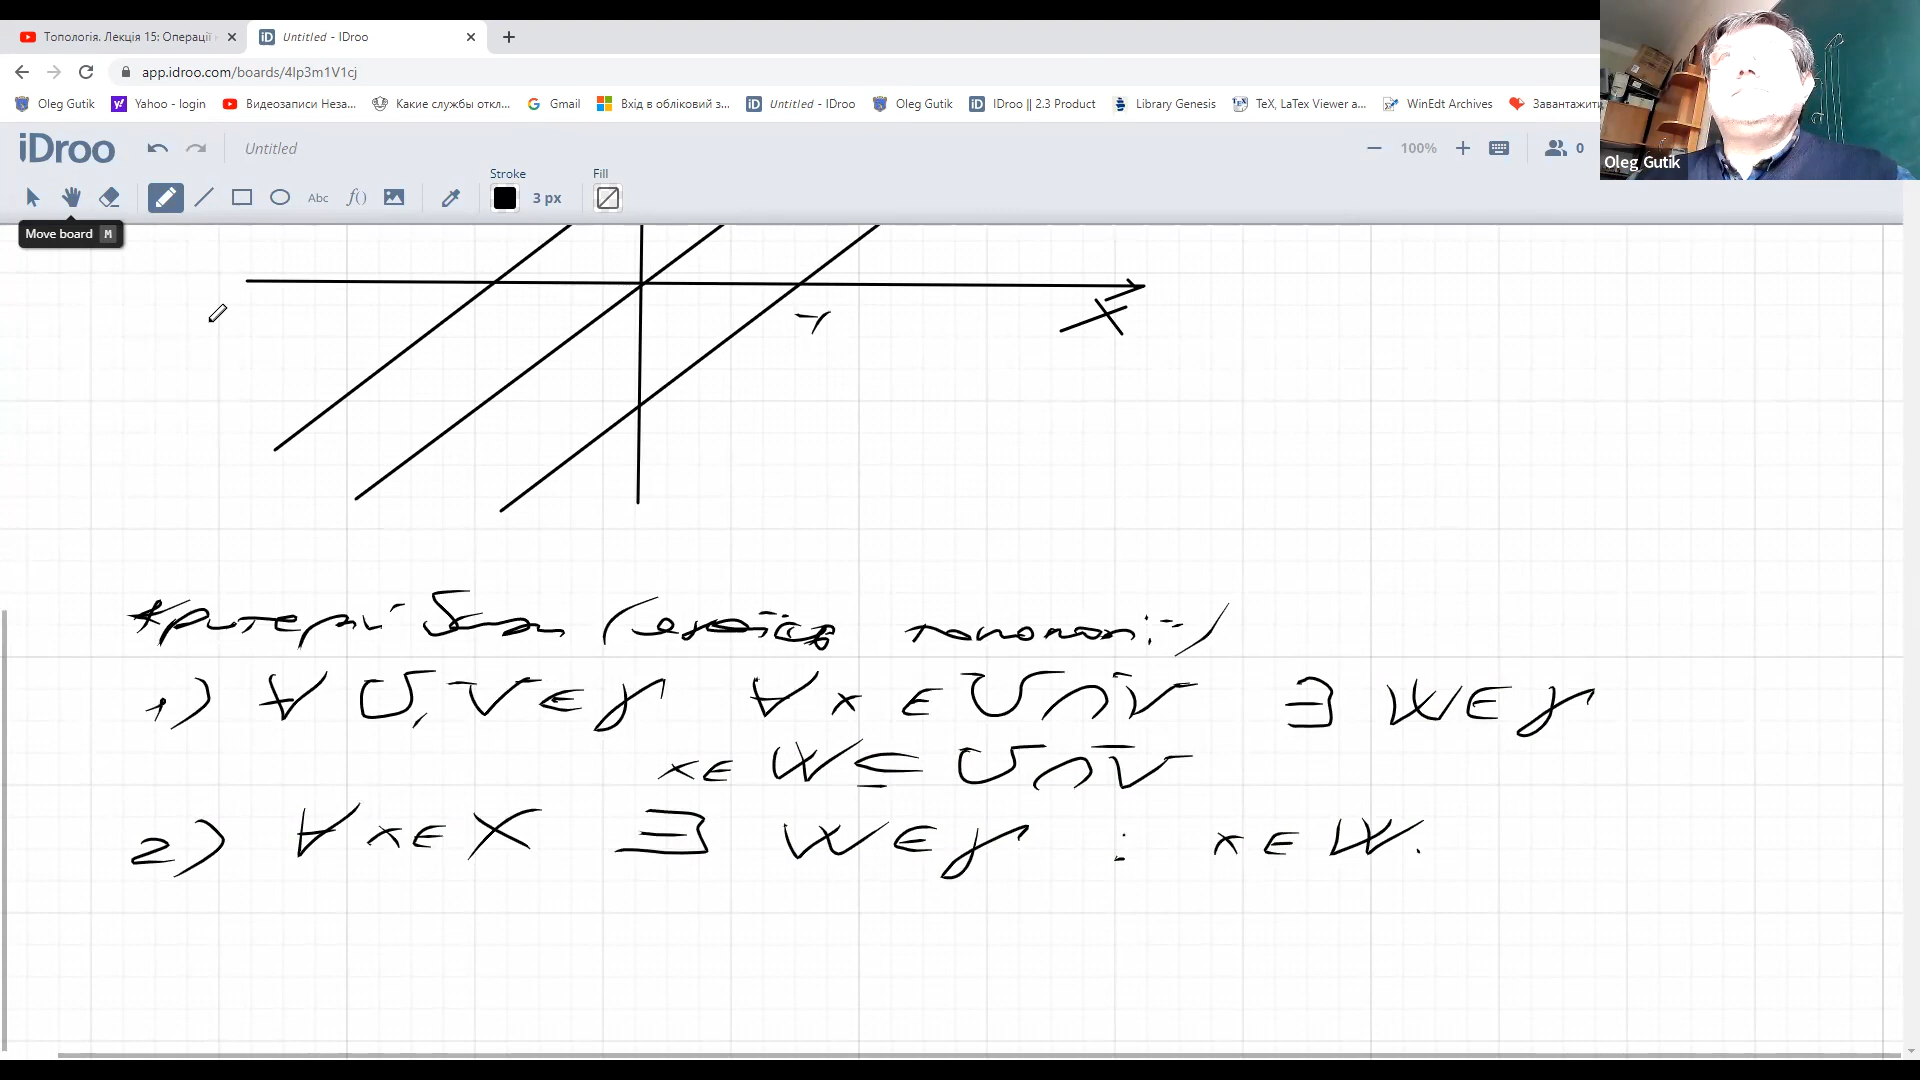 Топологія. Лекція 15: Операції
Untitled - IDroo
app.idroo.com/boards/4lp3m1V1cj
Oleg Gutik
Yahoo - login
Видеозаписи Неза...
Какие службы откл...
Gmail
Вхід в обліковий з...
Untitled - IDroo
Oleg Gutik
IDroo || 2.3 Product
Library Genesis
TeX, LaTex Viewer a...
WinEdt Archives
Завантажити
Oleg Gutik
iDroo
Untitled
100%
0
Abc
f()
Stroke
3 px
Fill
Move board M
X
Критерій бази (якоїсь топології)
1) ∀ U, V ∈ γ ∀ x ∈ U ∩ V ∃ W ∈ γ
x ∈ W ⊆ U ∩ V
2) ∀ x ∈ X ∃ W ∈ γ : x ∈ W.